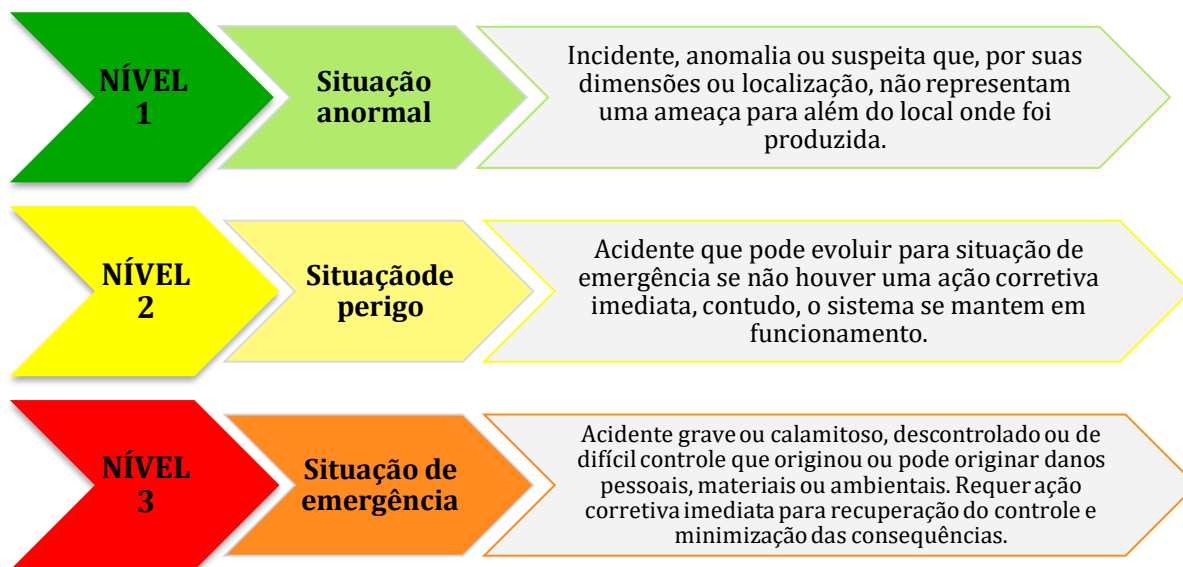 NÍVEL
1
Situação
anormal
Incidente, anomalia ou suspeita que, por suas
dimensões ou localização, não representam
uma ameaça para além do local onde foi
produzida.
NÍVEL
2
Situaçãode
perigo
Acidente que pode evoluir para situação de
emergência se não houver uma ação corretiva
imediata, contudo, o sistema se mantem em
funcionamento.
NÍVEL
3
Situação de
emergência
Acidente grave ou calamitoso, descontrolado ou de
difícil controle que originou ou pode originar danos
pessoais, materiais ou ambientais. Requer ação
corretiva imediata para recuperação do controle e
minimização das consequências.